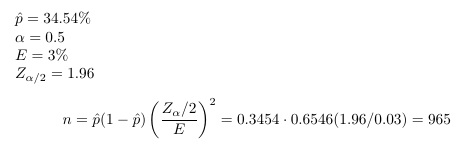 p̂ = 34.54%
α = 0.5
E = 3%
Z_{α/2} = 1.96
n = p̂(1 − p̂) (Z_α/2 / E)^2 = 0.3454 · 0.6546(1.96/0.03) = 965